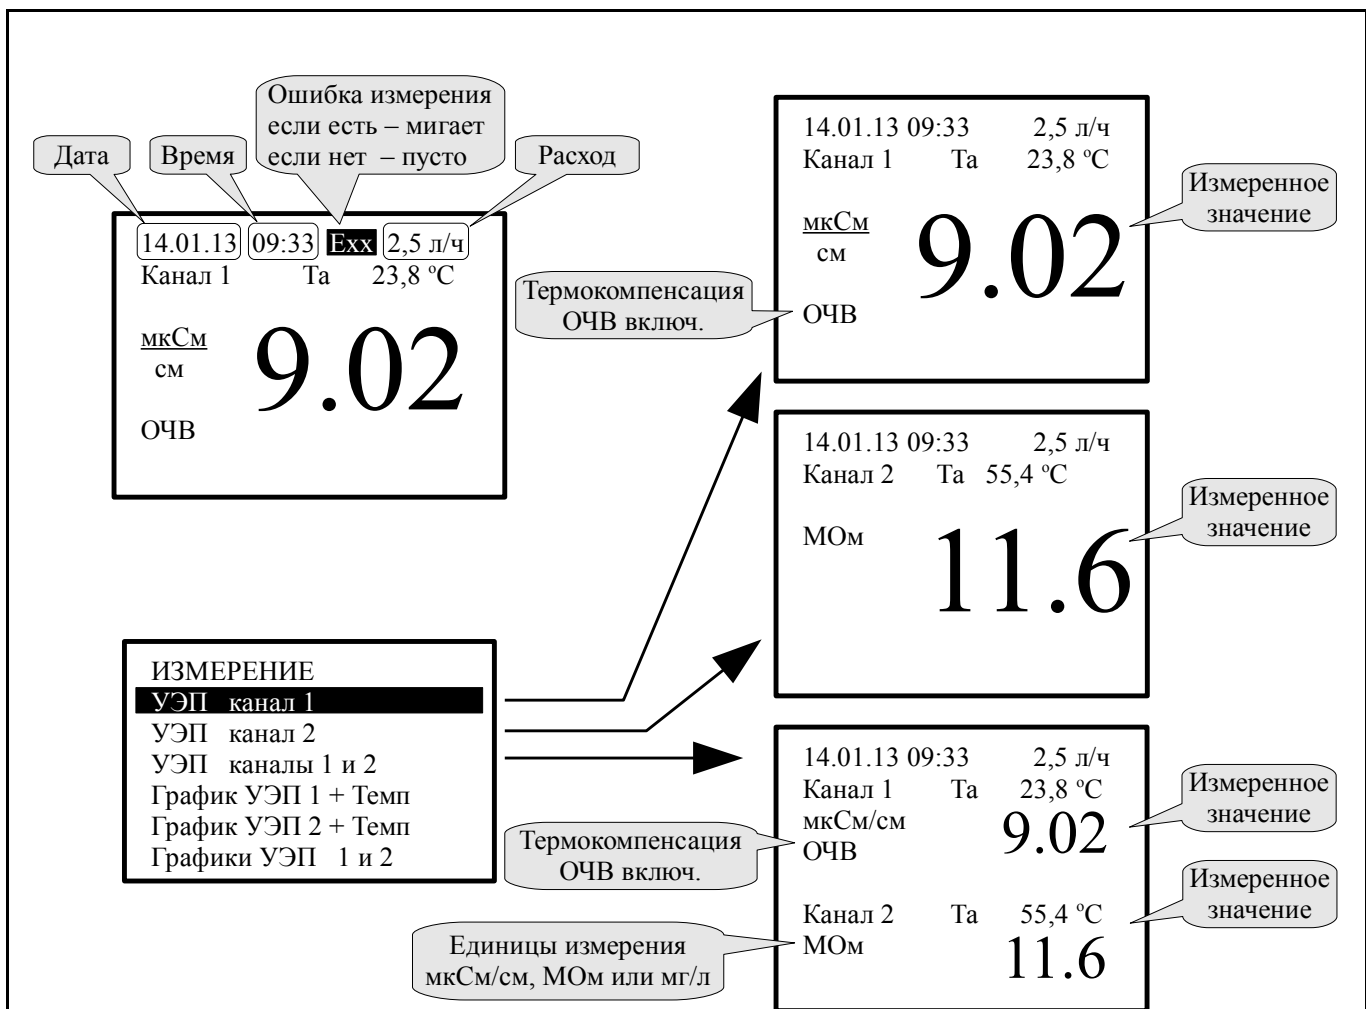 Ошибка измерения
если есть – мигает
если нет – пусто
Дата
Время
Расход
14.01.13 09:33 Exx 2,5 л/ч
Канал 1 Та 23,8 ºС
мкСм
см
9.02
ОЧВ
14.01.13 09:33 2,5 л/ч
Канал 1 Та 23,8 ºС
мкСм
см
9.02
ОЧВ
Измеренное
значение
Термокомпенсация
ОЧВ включ.
14.01.13 09:33 2,5 л/ч
Канал 2 Та 55,4 ºС
МОм
11.6
Измеренное
значение
ИЗМЕРЕНИЕ
УЭП канал 1
УЭП канал 2
УЭП каналы 1 и 2
График УЭП 1 + Темп
График УЭП 2 + Темп
Графики УЭП 1 и 2
14.01.13 09:33 2,5 л/ч
Канал 1 Та 23,8 ºС
мкСм/см
9.02
ОЧВ
Измеренное
значение
Термокомпенсация
ОЧВ включ.
Канал 2 Та 55,4 ºС
МОм
11.6
Измеренное
значение
Единицы измерения
мкСм/см, МОм или мг/л